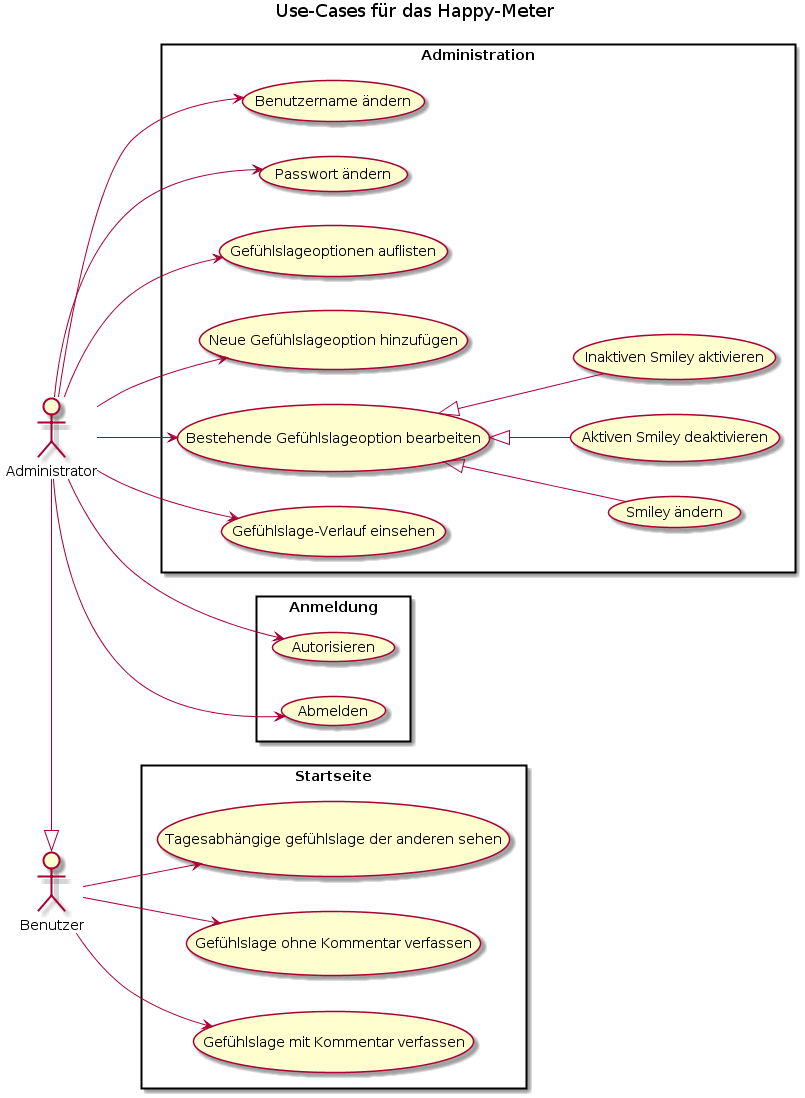 Use-Cases für das Happy-Meter
Administration
Benutzername ändern
Passwort ändern
Gefühlslageoptionen auflisten
Neue Gefühlslageoption hinzufügen
Inaktiven Smiley aktivieren
Bestehende Gefühlslageoption bearbeiten
Aktiven Smiley deaktivieren
Administrator
Smiley ändern
Gefühlslage-Verlauf einsehen
Anmeldung
Autorisieren
Abmelden
Startseite
Tagesabhängige gefühlslage der anderen sehen
Benutzer
Gefühlslage ohne Kommentar verfassen
Gefühlslage mit Kommentar verfassen